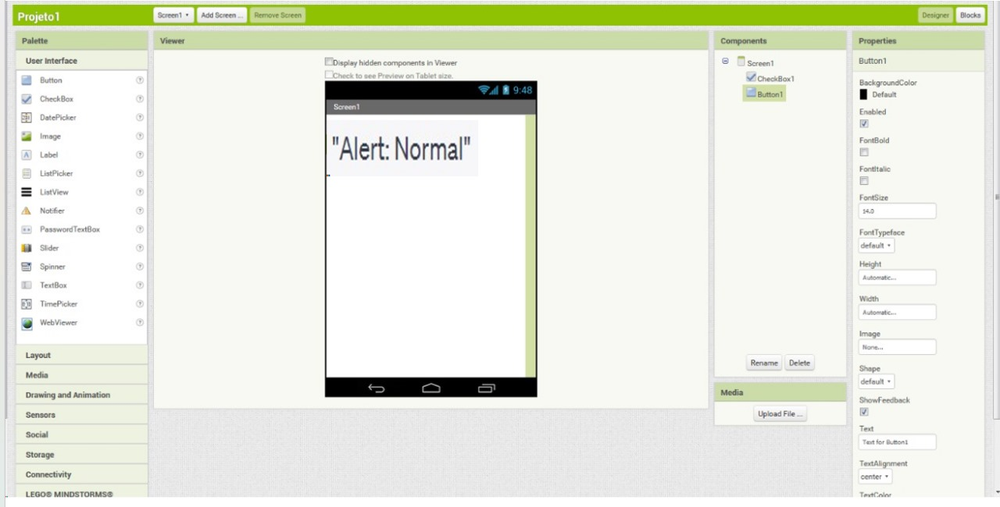 Projeto1
Screen1
Add Screen ...
Remove Screen
Designer
Blocks
Palette
User Interface
Button
CheckBox
DatePicker
Image
Label
ListPicker
ListView
Notifier
PasswordTextBox
Slider
Spinner
TextBox
TimePicker
WebViewer
Layout
Media
Drawing and Animation
Sensors
Social
Storage
Connectivity
LEGO® MINDSTORMS®
Viewer
Display hidden components in Viewer
Check to see Preview on Tablet size.
9:48
Screen1
"Alert: Normal"
Components
Screen1
CheckBox1
Button1
Rename
Delete
Media
Upload File ...
Properties
Button1
BackgroundColor
Default
Enabled
FontBold
FontItalic
FontSize
14.0
FontTypeface
default
Height
Automatic...
Width
Automatic...
Image
None...
Shape
default
ShowFeedback
Text
Text for Button1
TextAlignment
center
TextColor